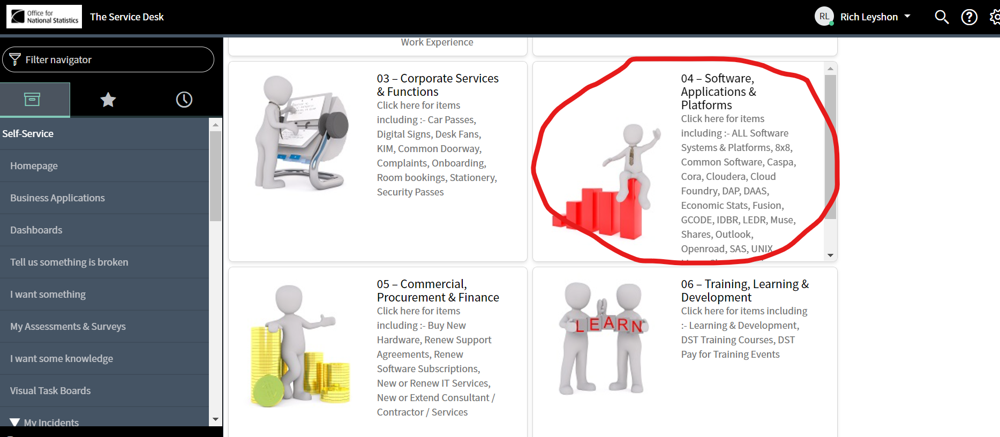 Office for
National Statistics
The Service Desk
RL
Rich Leyshon
Filter navigator
Self-Service
Homepage
Business Applications
Dashboards
Tell us something is broken
I want something
My Assessments & Surveys
I want some knowledge
Visual Task Boards
My Incidents
Work Experience
03 – Corporate Services
& Functions
Click here for items
including :- Car Passes,
Digital Signs, Desk Fans,
KIM, Common Doorway,
Complaints, Onboarding,
Room bookings, Stationery,
Security Passes
04 – Software,
Applications &
Platforms
Click here for items
including :- ALL Software
Systems & Platforms, 8x8,
Common Software, Caspa,
Cora, Cloudera, Cloud
Foundry, DAP, DAAS,
Economic Stats, Fusion,
GCODE, IDBR, LEDR, Muse,
Shares, Outlook,
Openroad, SAS, UNIX
05 – Commercial,
Procurement & Finance
Click here for items
including :- Buy New
Hardware, Renew Support
Agreements, Renew
Software Subscriptions,
New or Renew IT Services,
New or Extend Consultant /
Contractor / Services
LEARN
06 – Training, Learning &
Development
Click here for items including
:- Learning & Development,
DST Training Courses, DST
Pay for Training Events